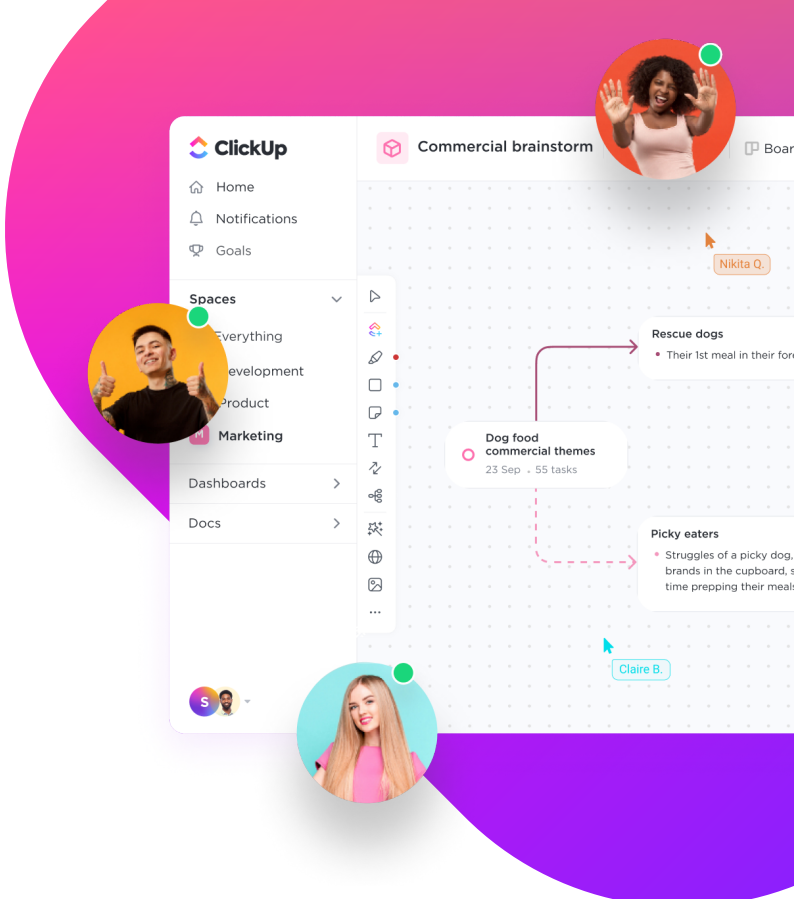 ClickUp
Home
Notifications
Goals
Spaces
Everything
evelopment
Product
M Marketing
Dashboards
Docs
S
Commercial brainstorm
Boar
Nikita Q.
Rescue dogs
Their 1st meal in their fore
Dog food
commercial themes
23 Sep . 55 tasks
Picky eaters
Struggles of a picky dog,
brands in the cupboard, s
time prepping their meals
Claire B.
T